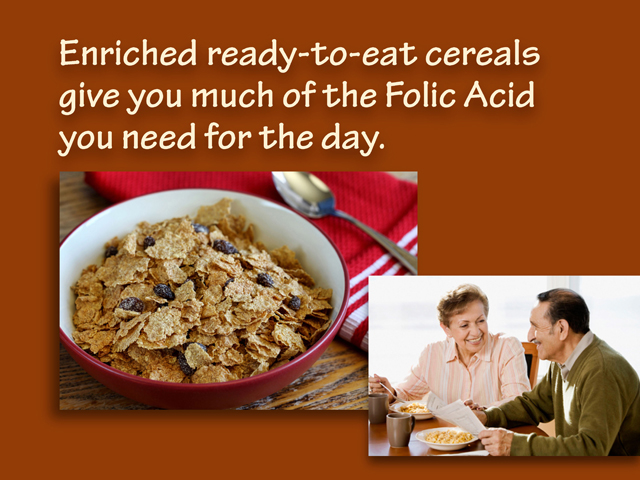 Enriched ready-to-eat cereals
give you much of the Folic Acid
you need for the day.